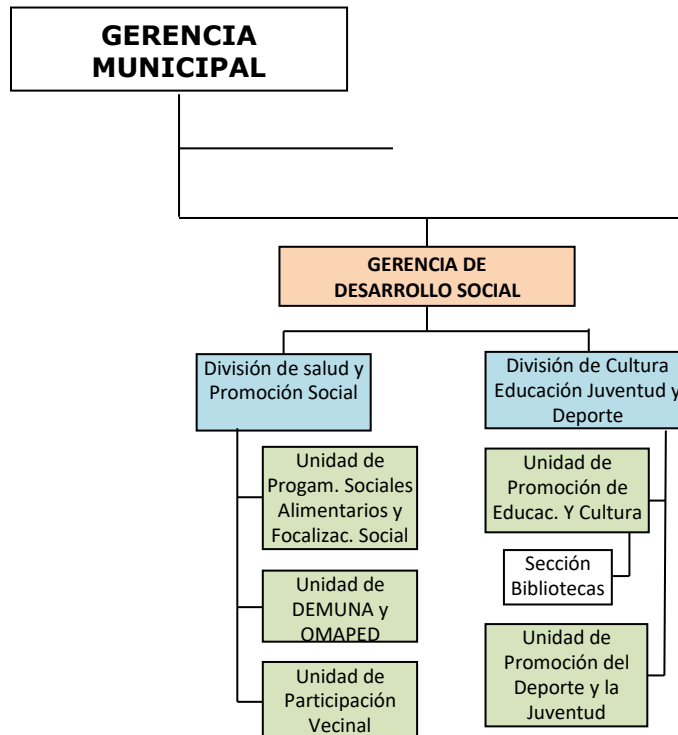 GERENCIA
MUNICIPAL
GERENCIA DE
DESARROLLO SOCIAL
División de salud y
Promoción Social
División de Cultura
Educación Juventud y
Deporte
Unidad de
Progam. Sociales
Alimentarios y
Focalizac. Social
Unidad de
DEMUNA y
OMAPED
Unidad de
Participación
Vecinal
Unidad de
Promoción de
Educac. Y Cultura
Sección
Bibliotecas
Unidad de
Promoción del
Deporte y la
Juventud